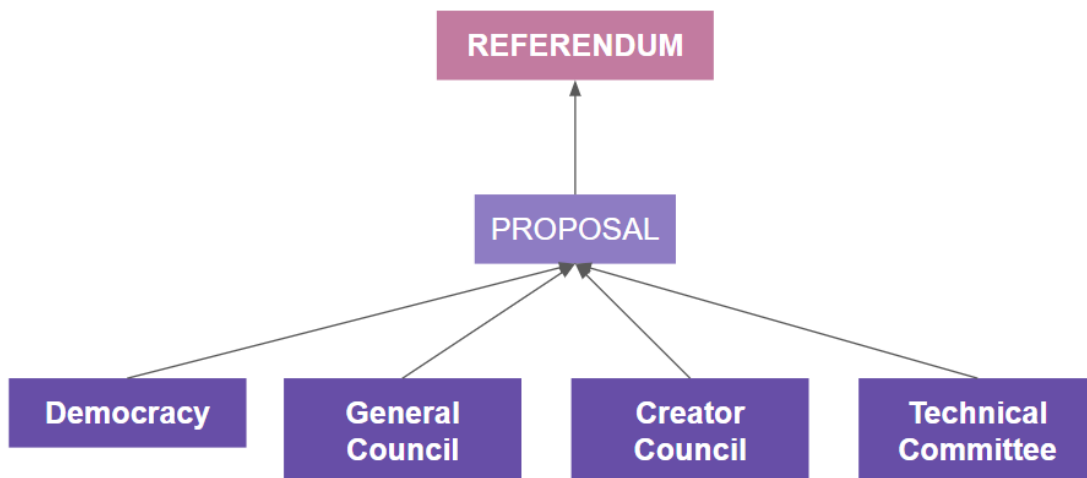 REFERENDUM
PROPOSAL
Democracy
General
Council
Creator
Council
Technical
Committee